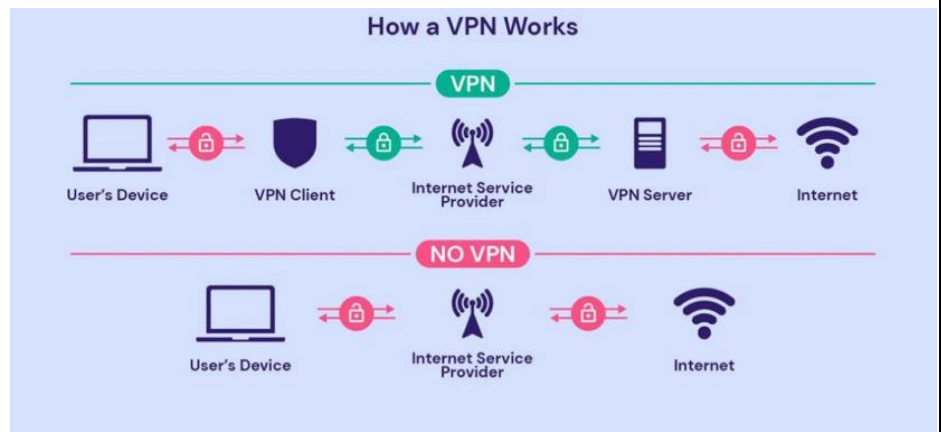 How a VPN Works
VPN
User's Device
VPN Client
Internet Service
Provider
VPN Server
Internet
NO VPN
User's Device
Internet Service
Provider
Internet